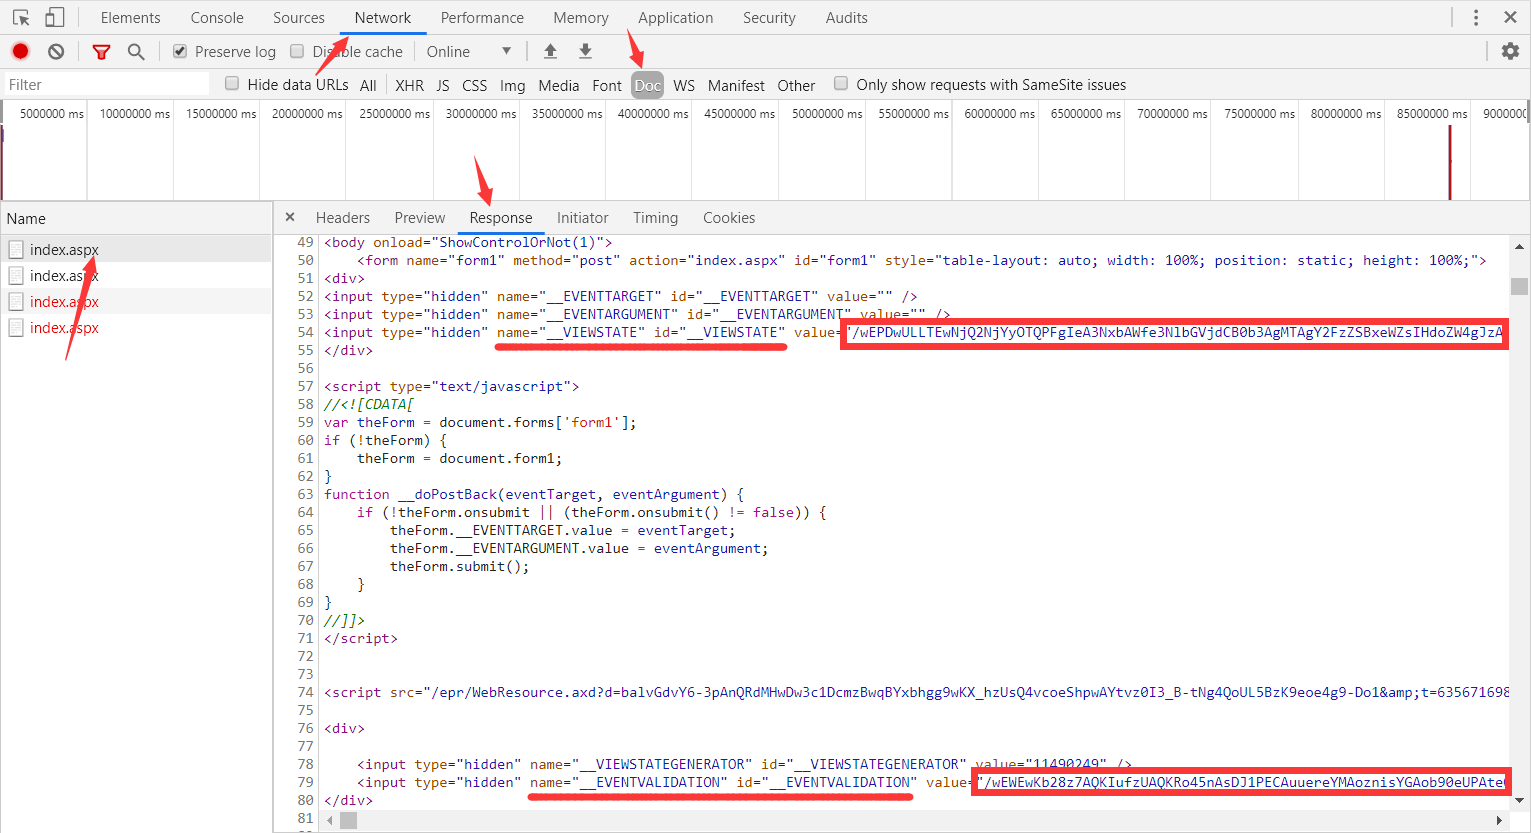 Elements Console Sources Network Performance Memory Application Security Audits
Preserve log Disable cache Online
Filter Hide data URLs All XHR JS CSS Img Media Font Doc WS Manifest Other Only show requests with SameSite issues
5000000 ms 10000000 ms 15000000 ms 20000000 ms 25000000 ms 30000000 ms 35000000 ms 40000000 ms 45000000 ms 50000000 ms 55000000 ms 60000000 ms 65000000 ms 70000000 ms 75000000 ms 80000000 ms 85000000 ms 9000000
Name
index.aspx
index.aspx
index.aspx
index.aspx
× Headers Preview Response Initiator Timing Cookies
49 <body onload="ShowControlOrNot(1)">
50 <form name="form1" method="post" action="index.aspx" id="form1" style="table-layout: auto; width: 100%; position: static; height: 100%;">
51 <div>
52 <input type="hidden" name="__EVENTTARGET" id="__EVENTTARGET" value="" />
53 <input type="hidden" name="__EVENTARGUMENT" id="__EVENTARGUMENT" value="" />
54 <input type="hidden" name="__VIEWSTATE" id="__VIEWSTATE" value="/wEPDwULLTEwNjQ2NjYyOTQPFgIeA3NxbAWfe3NlbGVjdCB0b3AgMTAgY2FzZSBxeWZsIHdoZW4gJzA
55 </div>
56
57 <script type="text/javascript">
58 //<![CDATA[
59 var theForm = document.forms['form1'];
60 if (!theForm) {
61 theForm = document.form1;
62 }
63 function __doPostBack(eventTarget, eventArgument) {
64 if (!theForm.onsubmit || (theForm.onsubmit() != false)) {
65 theForm.__EVENTTARGET.value = eventTarget;
66 theForm.__EVENTARGUMENT.value = eventArgument;
67 theForm.submit();
68 }
69 }
70 //]]>
71 </script>
72
73
74 <script src="/epr/WebResource.axd?d=balvGdvY6-3pAnQRdMHwDw3c1DcmzBwqBYxbhgg9wKX_hzUsQ4vcoeShpwAYtvz0I3_B-tNg4QoUL5BzK9eoe4g9-Do1&amp;t=635671698
75
76 <div>
77
78 <input type="hidden" name="__VIEWSTATEGENERATOR" id="__VIEWSTATEGENERATOR" value="11490249" />
79 <input type="hidden" name="__EVENTVALIDATION" id="__EVENTVALIDATION" value="/wEWEwKb28z7AQKIufzUAQKRo45nAsDJ1PECAuuereYMAoznisYGAob90eUPAte
80 </div>
81